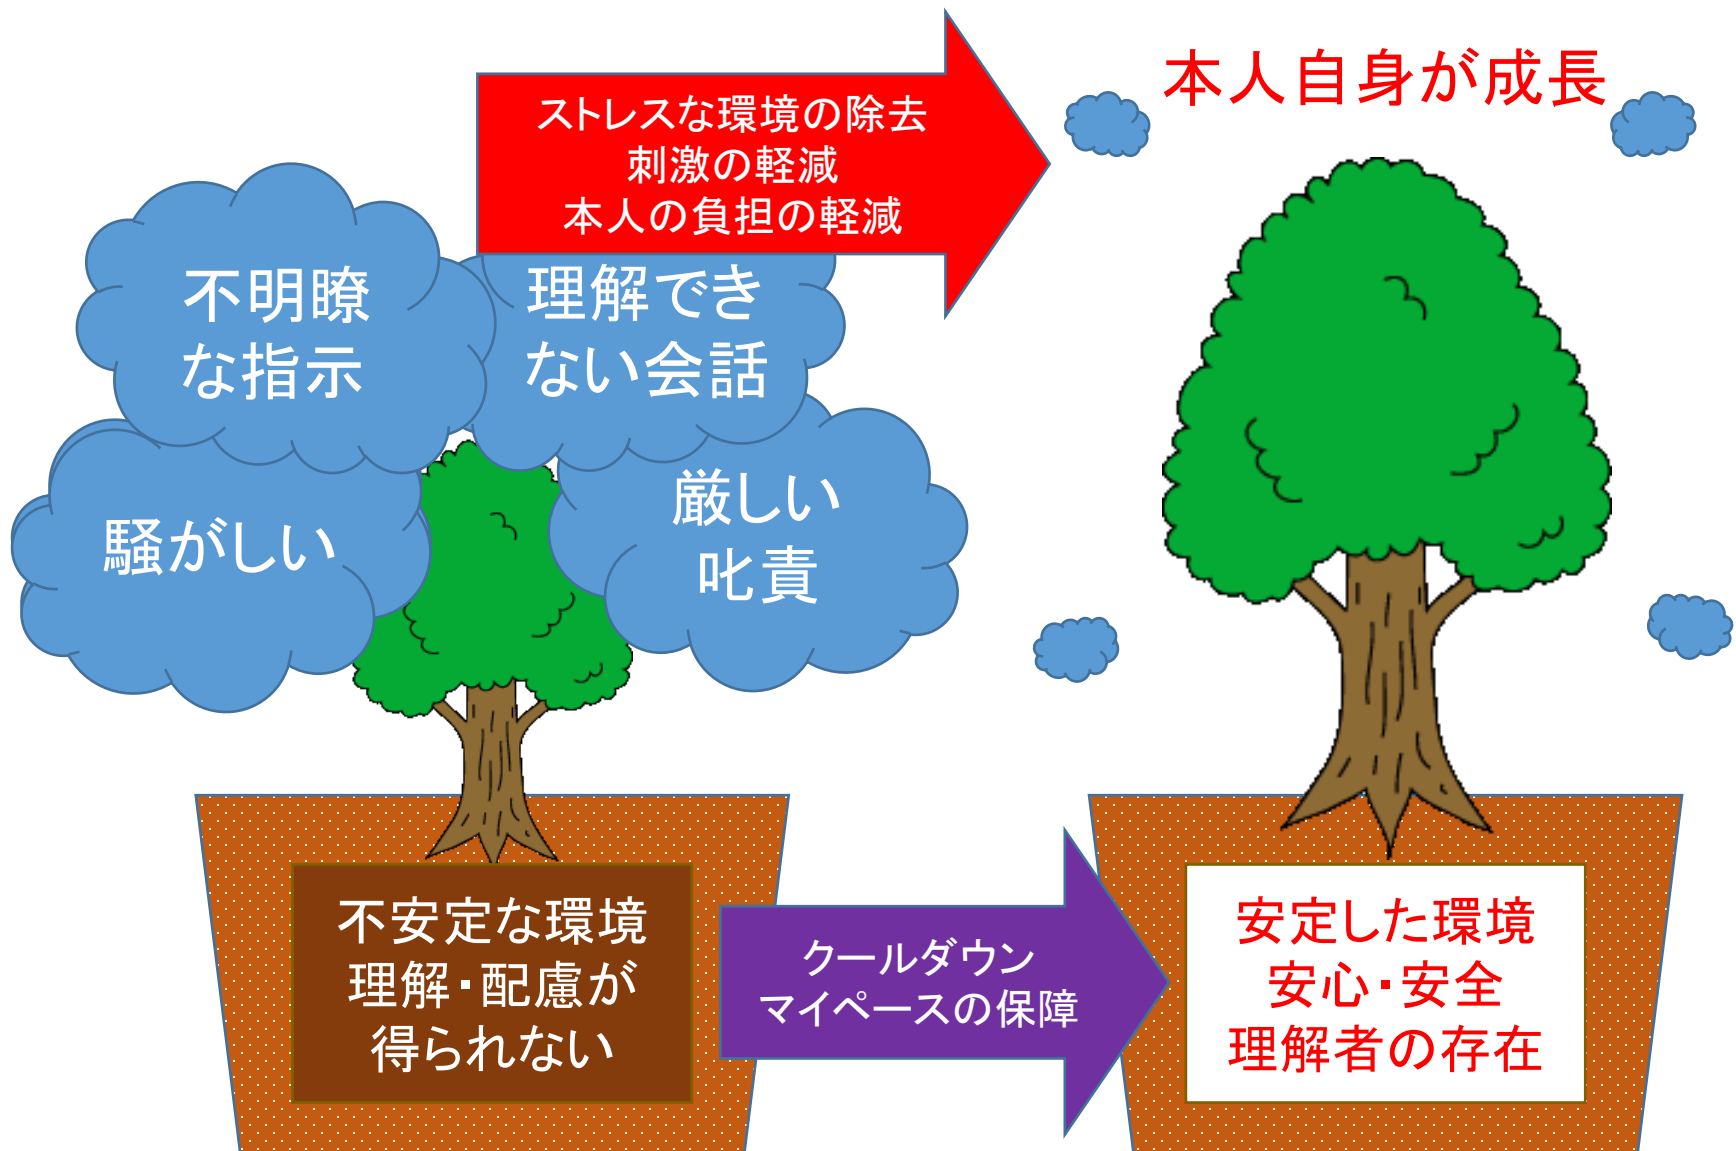 ストレスな環境の除去
刺激の軽減
本人の負担の軽減
本人自身が成長
不明瞭
な指示
理解でき
ない会話
騒がしい
厳しい
叱責
不安定な環境
理解・配慮が
得られない
クールダウン
マイペースの保障
安定した環境
安心・安全
理解者の存在